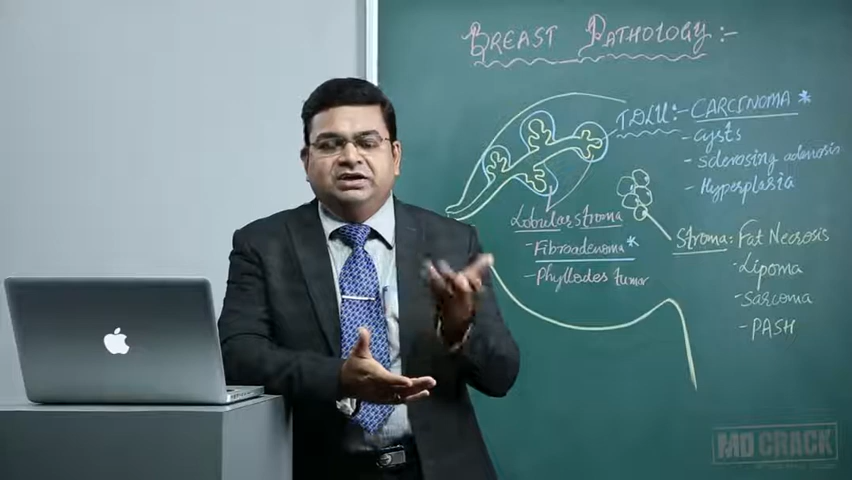 BREAST PATHOLOGY :-
TDLU :- CARCINOMA *
- CYSTS
- SCLEROSING ADENOSIS
- HYPERPLASIA
LOBULAR STROMA
- FIBROADENOMA *
- PHYLLODES TUMOR
STROMA : FAT NECROSIS
- LIPOMA
- SARCOMA
- PASH
MD CRACK